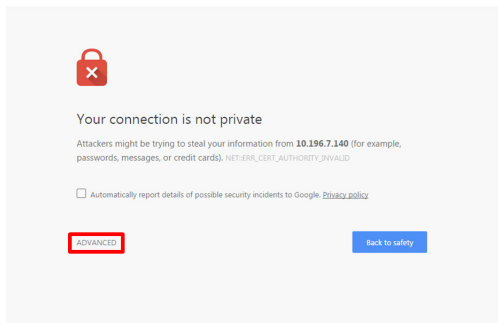 Your connection is not private
Attackers might be trying to steal your information from 10.196.7.140 (for example,
passwords, messages, or credit cards). NET::ERR_CERT_AUTHORITY_INVALID
Automatically report details of possible security incidents to Google. Privacy policy
ADVANCED
Back to safety